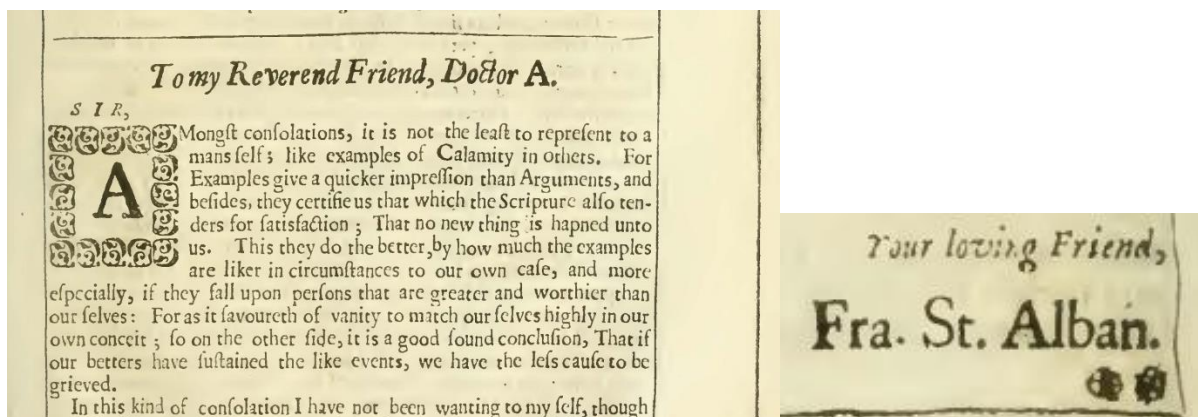 To my Reverend Friend, Doctor A.
SIR,
AMongſt conſolations, it is not the leaſt to repreſent to a
mans ſelf; like examples of Calamity in others. For
Examples give a quicker impreſſion than Arguments, and
beſides, they certifie us that which the Scripture alſo ten-
ders for ſatisfaction; That no new thing is hapned unto
us. This they do the better, by how much the examples
are liker in circumſtances to our own caſe, and more
eſpecially, if they fall upon perſons that are greater and worthier than
our ſelves: For as it ſavoureth of vanity to match our ſelves highly in our
own conceit; ſo on the other ſide, it is a good ſound concluſion, That if
our betters have ſuſtained the like events, we have the leſs cauſe to be
grieved.
In this kind of conſolation I have not been wanting to my ſelf, though
Your loving Friend,
Fra. St. Alban.